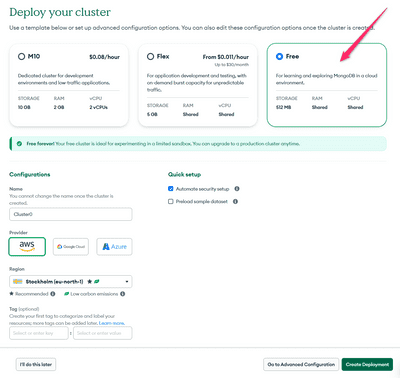 Deploy your cluster
Use a template below or set up advanced configuration options. You can also edit these configuration options once the cluster is created.
M10 $0.08/hour
Dedicated cluster for development
environments and low traffic applications.
STORAGE RAM vCPU
10 GB 2 GB 2 vCPUs
Flex From $0.011/hour
Up to $30/month
For application development and testing, with
on demand burst capacity for unpredictable
traffic.
STORAGE RAM vCPU
5 GB Shared Shared
Free
For learning and exploring MongoDB in a cloud
environment.
STORAGE RAM vCPU
512 MB Shared Shared
Free forever! Your free cluster is ideal for experimenting in a limited sandbox. You can upgrade to a production cluster anytime.
Configurations
Name
You cannot change the name once the cluster is
created.
Cluster0
Provider
aws
Google Cloud
Azure
Region
Stockholm (eu-north-1)
Recommended Low carbon emissions
Tag (optional)
Create your first tag to categorize and label your
resources; more tags can be added later. Learn more.
Select or enter key : Select or enter value
Quick setup
Automate security setup
Preload sample dataset
I'll do this later
Go to Advanced Configuration
Create Deployment